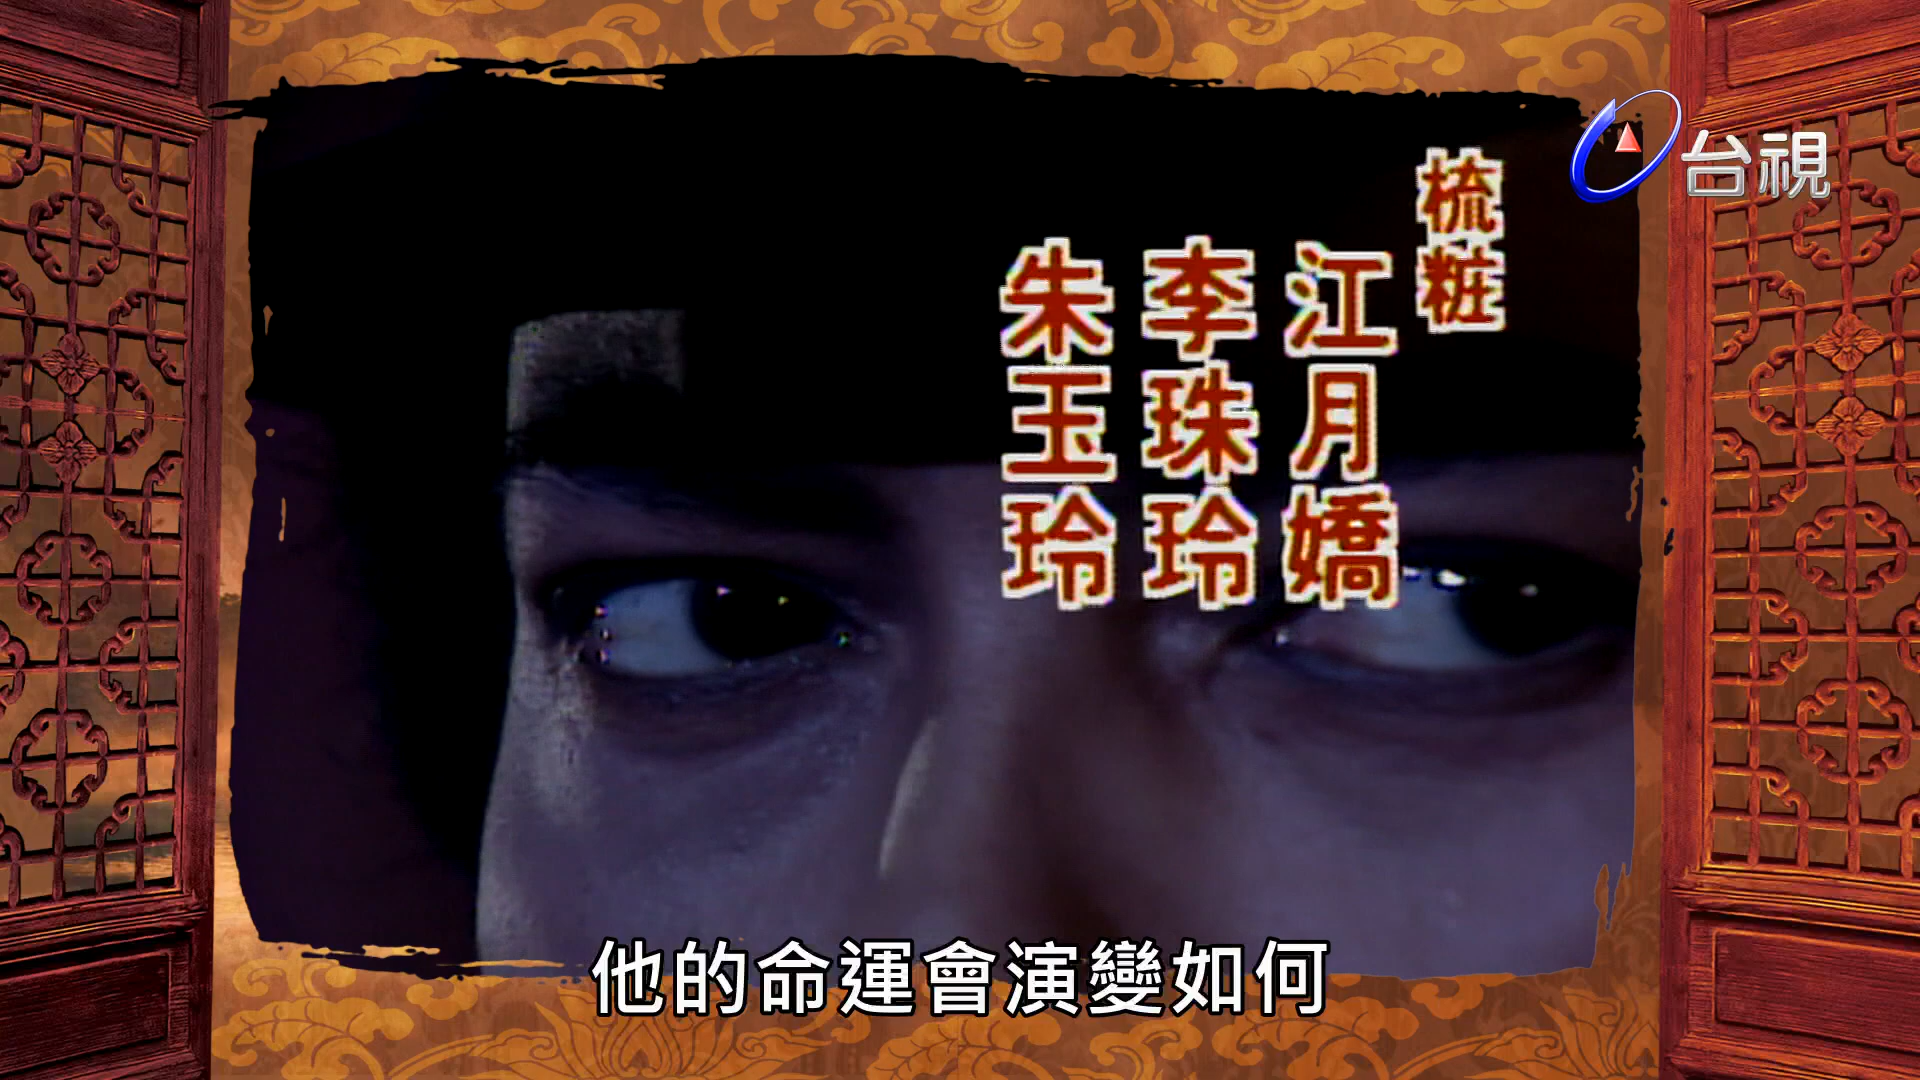 台視
梳粧
江月嬌
李珠玲
朱玉玲
他的命運會演變如何